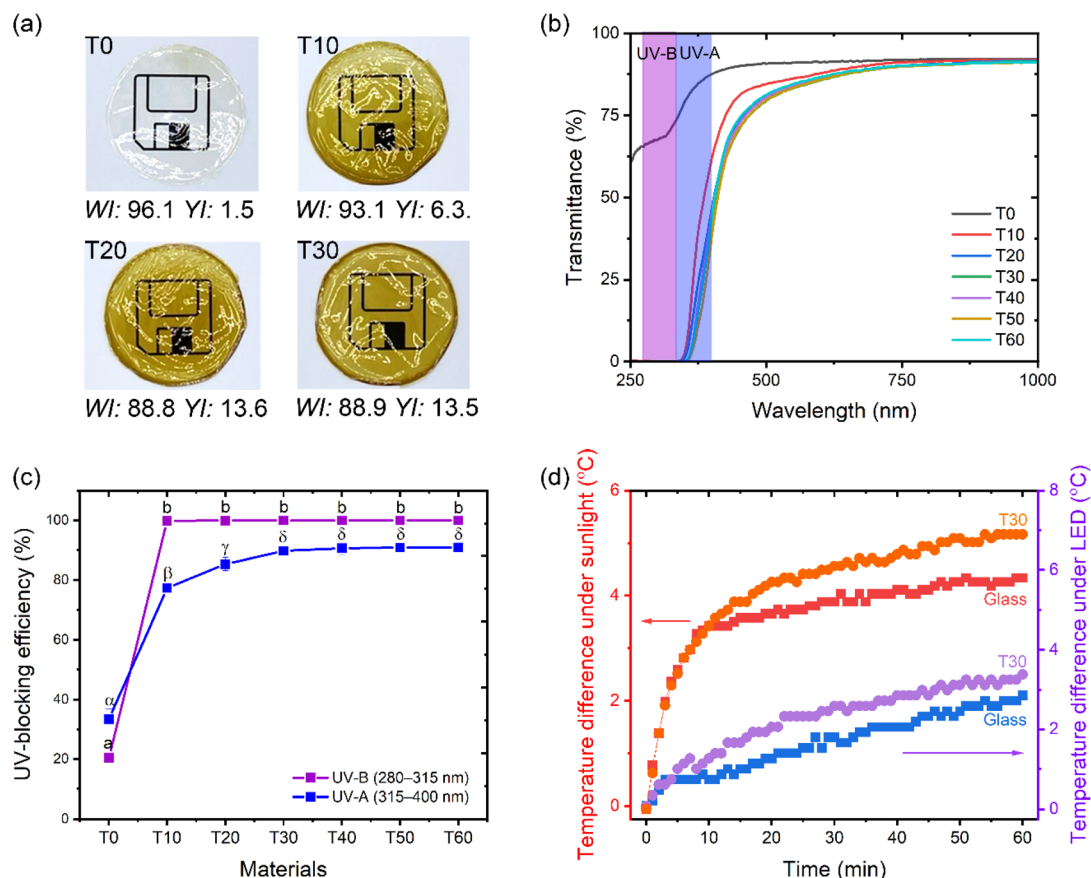 (a)
T0
T10
WI: 96.1 YI: 1.5
WI: 93.1 YI: 6.3.
T20
T30
WI: 88.8 YI: 13.6
WI: 88.9 YI: 13.5
(b)
100
75
50
25
0
Transmittance (%)
UV-B
UV-A
T0
T10
T20
T30
T40
T50
T60
250
500
750
1000
Wavelength (nm)
(c)
UV-blocking efficiency (%)
100
80
60
40
20
0
a
b
b
b
b
b
b
α
β
γ
δ
δ
δ
δ
UV-B (280–315 nm)
UV-A (315–400 nm)
T0
T10
T20
T30
T40
T50
T60
Materials
(d)
Temperature difference under sunlight (°C)
6
4
2
0
T30
Glass
T30
Glass
8
6
4
2
0
Temperature difference under LED (°C)
0
10
20
30
40
50
60
Time (min)